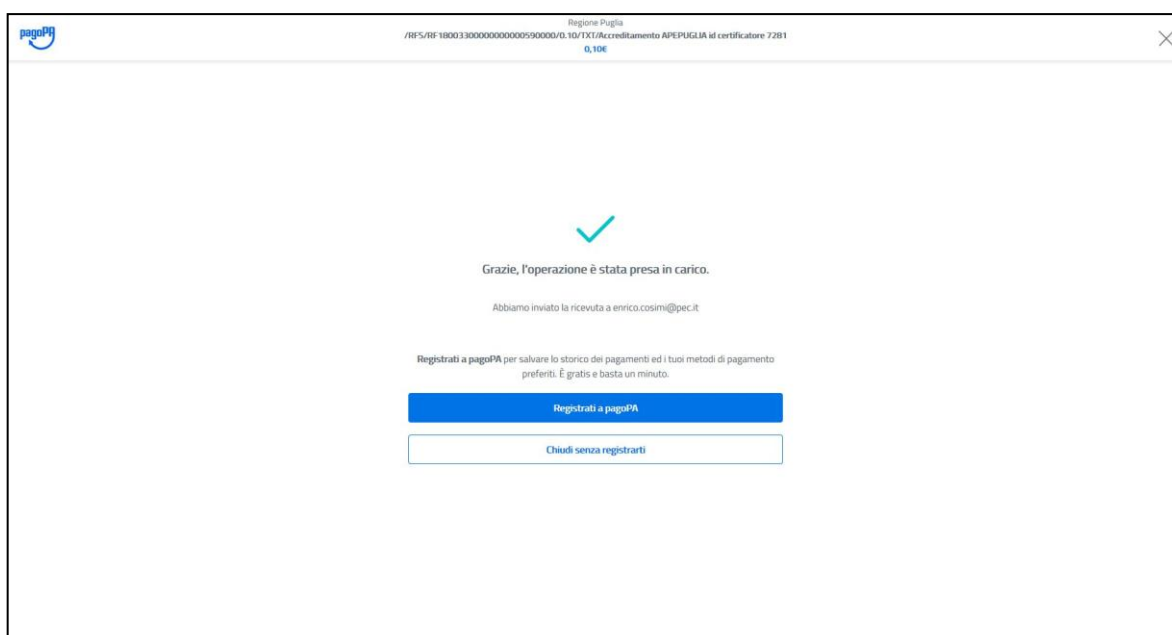 pagoPA
Regione Puglia
/RFS/RF18003300000000000590000/0.10/TXT/Accreditamento APEPUGLIA id certificatore 7281
0,10€
Grazie, l'operazione è stata presa in carico.
Abbiamo inviato la ricevuta a enrico.cosimi@pec.it
Registrati a pagoPA per salvare lo storico dei pagamenti ed i tuoi metodi di pagamento
preferiti. È gratis e basta un minuto.
Registrati a pagoPA
Chiudi senza registrarti